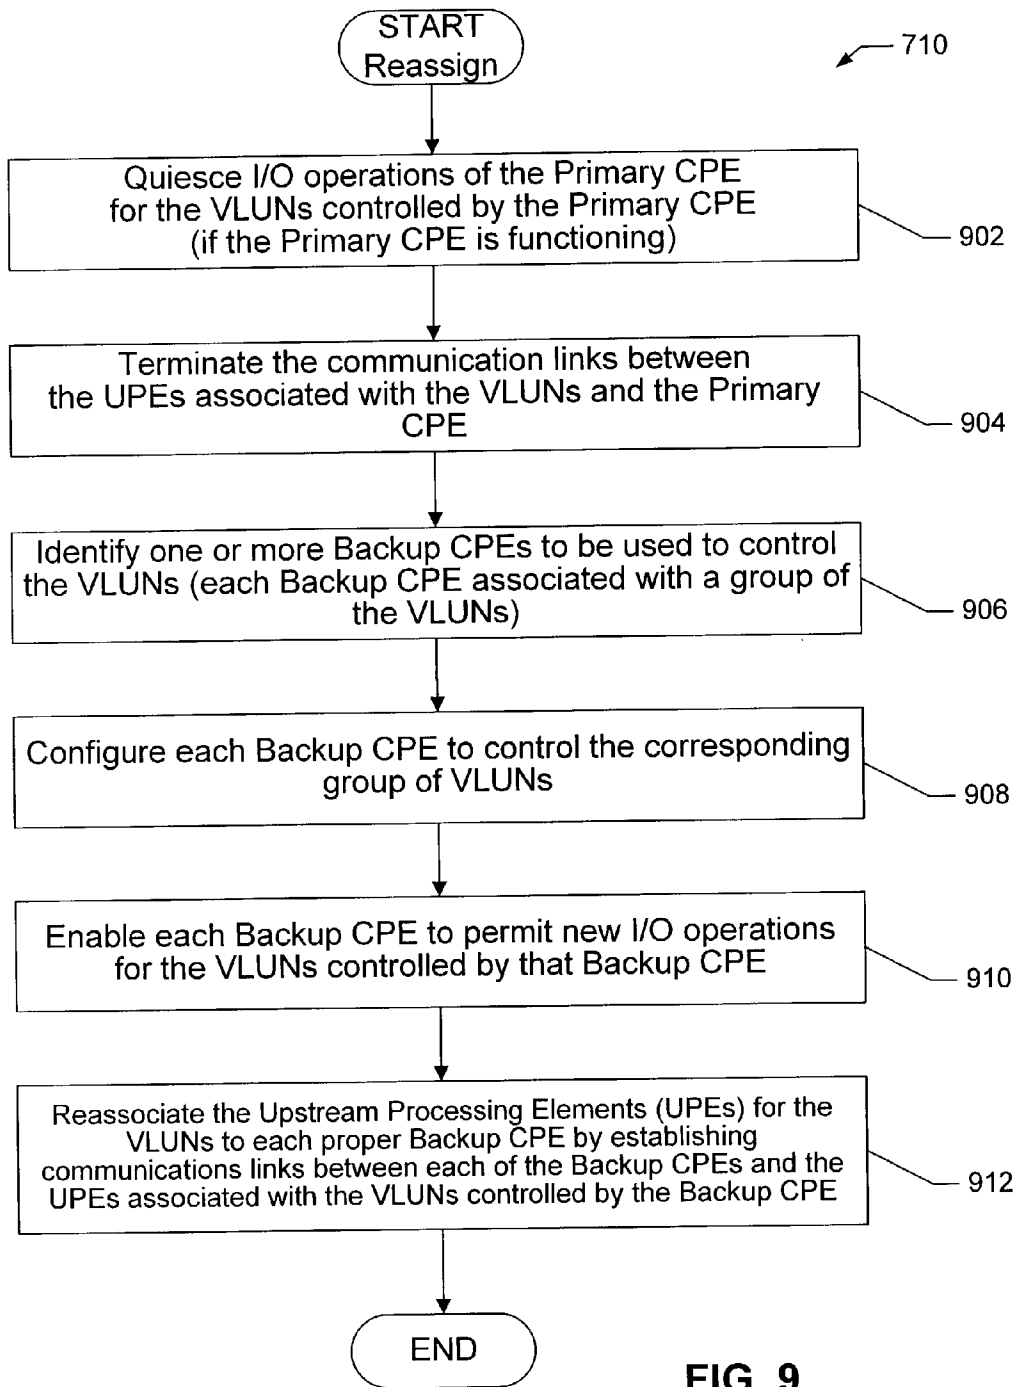 START
Reassign
710
Quiesce I/O operations of the Primary CPE
for the VLUNs controlled by the Primary CPE
(if the Primary CPE is functioning)
902
Terminate the communication links between
the UPEs associated with the VLUNs and the Primary
CPE
904
Identify one or more Backup CPEs to be used to control
the VLUNs (each Backup CPE associated with a group of
the VLUNs)
906
Configure each Backup CPE to control the corresponding
group of VLUNs
908
Enable each Backup CPE to permit new I/O operations
for the VLUNs controlled by that Backup CPE
910
Reassociate the Upstream Processing Elements (UPEs) for the
VLUNs to each proper Backup CPE by establishing
communications links between each of the Backup CPEs and the
UPEs associated with the VLUNs controlled by the Backup CPE
912
END
FIG. 9